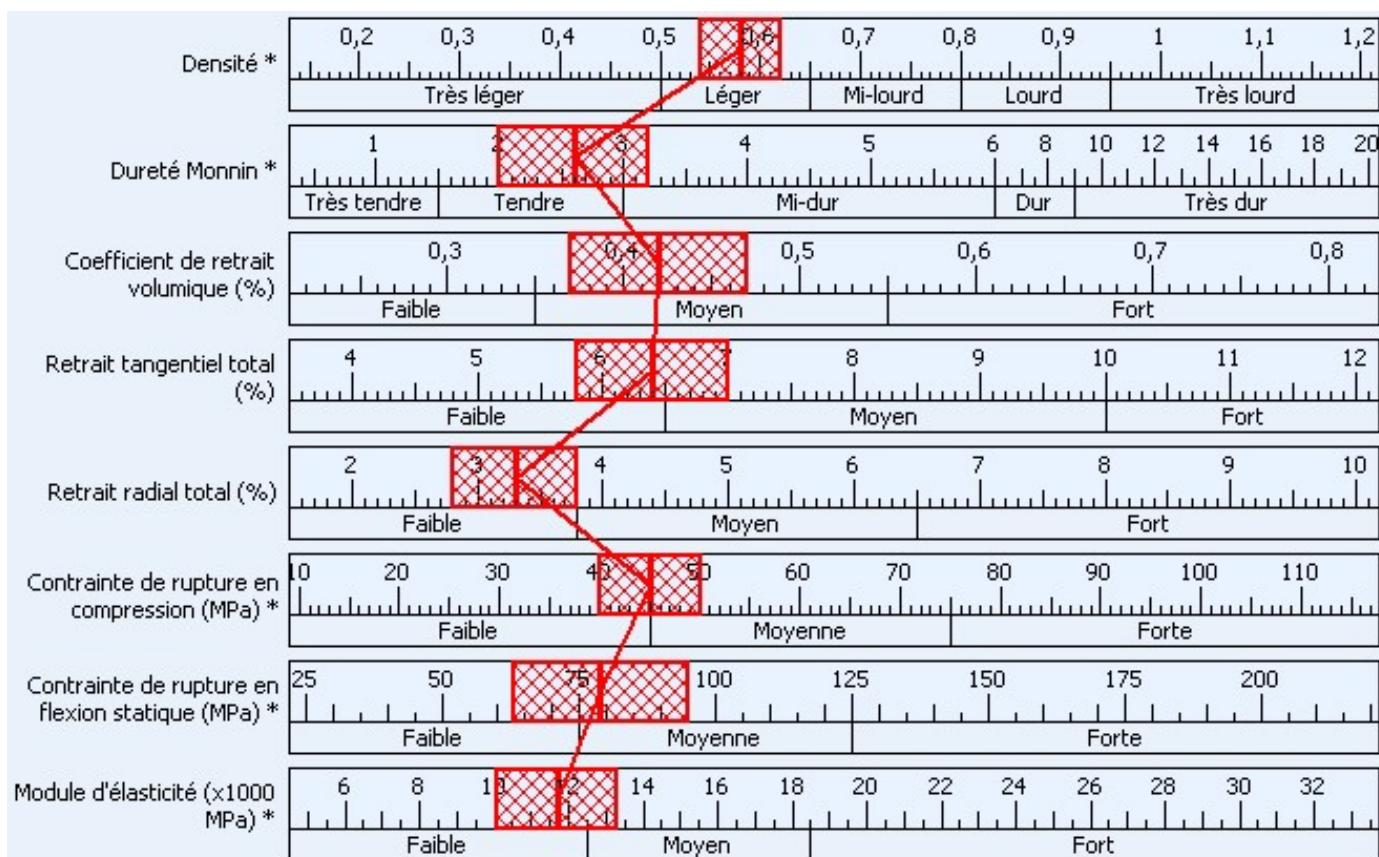 0,2 0,3 0,4 0,5 0,6 0,7 0,8 0,9 1 1,1 1,2
Densité *
Très léger Léger Mi-lourd Lourd Très lourd
1 2 3 4 5 6 8 10 12 14 16 18 20
Dureté Monnin *
Très tendre Tendre Mi-dur Dur Très dur
0,3 0,4 0,5 0,6 0,7 0,8
Coefficient de retrait
volumique (%)
Faible Moyen Fort
4 5 6 7 8 9 10 11 12
Retrait tangentiel total
(%)
Faible Moyen Fort
2 3 4 5 6 7 8 9 10
Retrait radial total (%)
Faible Moyen Fort
10 20 30 40 50 60 70 80 90 100 110
Contrainte de rupture en
compression (MPa) *
Faible Moyenne Forte
25 50 75 100 125 150 175 200
Contrainte de rupture en
flexion statique (MPa) *
Faible Moyenne Forte
6 8 10 12 14 16 18 20 22 24 26 28 30 32
Module d'élasticité (x1000
MPa) *
Faible Moyen Fort